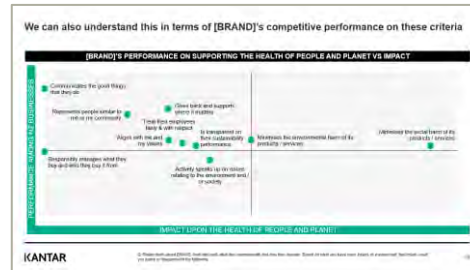 We can also understand this in terms of [BRAND]'s competitive performance on these criteria
[BRAND]'S PERFORMANCE ON SUPPORTING THE HEALTH OF PEOPLE AND PLANET VS IMPACT
PERFORMANCE AMONG NZ BUSINESSES
Communicates the good things
that they do
Represents people similar to
me or my community
Gives back and supports
where it matters
Treat their employees
fairly & with respect
Aligns with me and
my values
Is transparent on
their sustainability
performance
Minimises the environmental harm of its
products / services
Minimises the social harm of its
products / services
Responsibly manages what they
buy and who they buy it from
Actively speaks up on issues
relating to the environment and /
or society
IMPACT UPON THE HEALTH OF PEOPLE AND PLANET
KANTAR